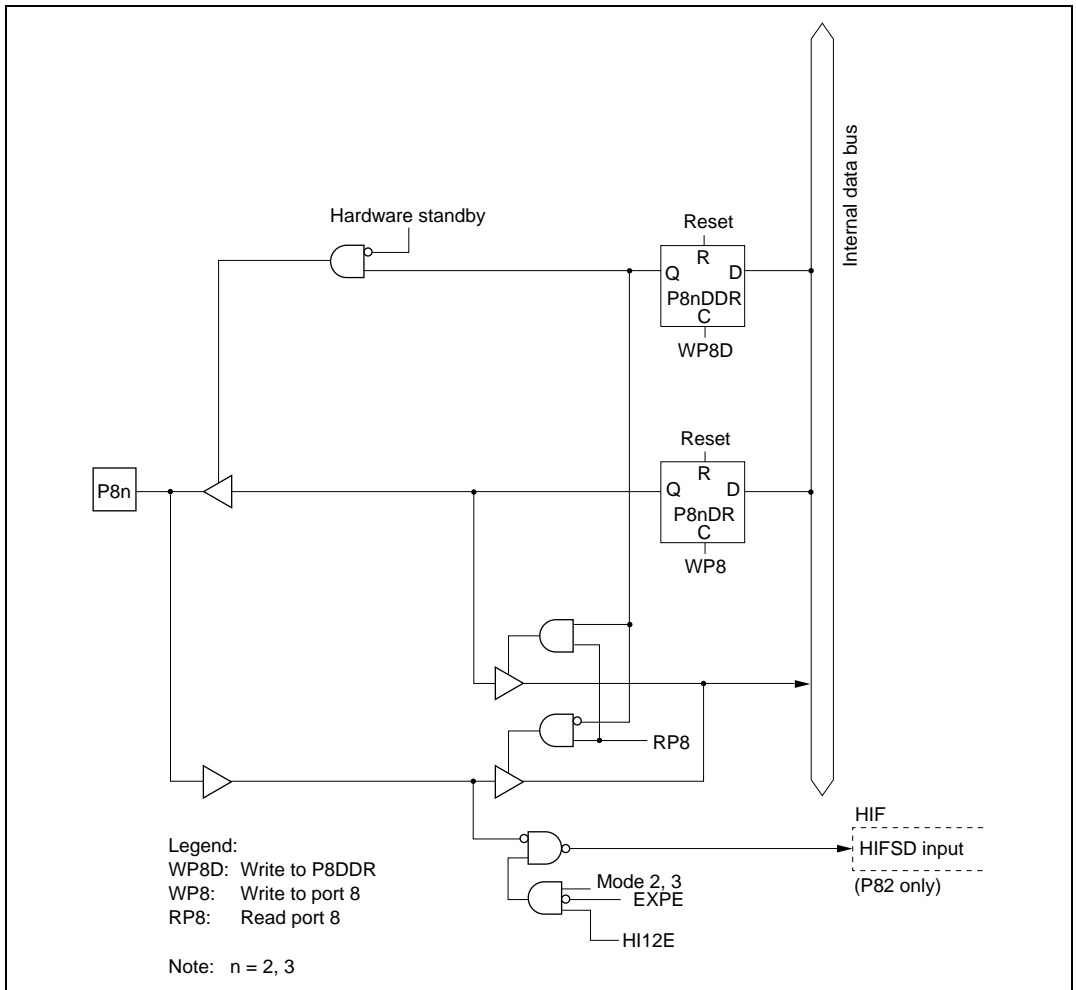 Hardware standby
Reset
R
Q D
P8nDDR
C
WP8D
Internal data bus
Reset
R
Q D
P8nDR
C
WP8
P8n
RP8
HIF
HIFSD input
(P82 only)
Mode 2, 3
EXPE
HI12E
Legend:
WP8D: Write to P8DDR
WP8: Write to port 8
RP8: Read port 8
Note: n = 2, 3